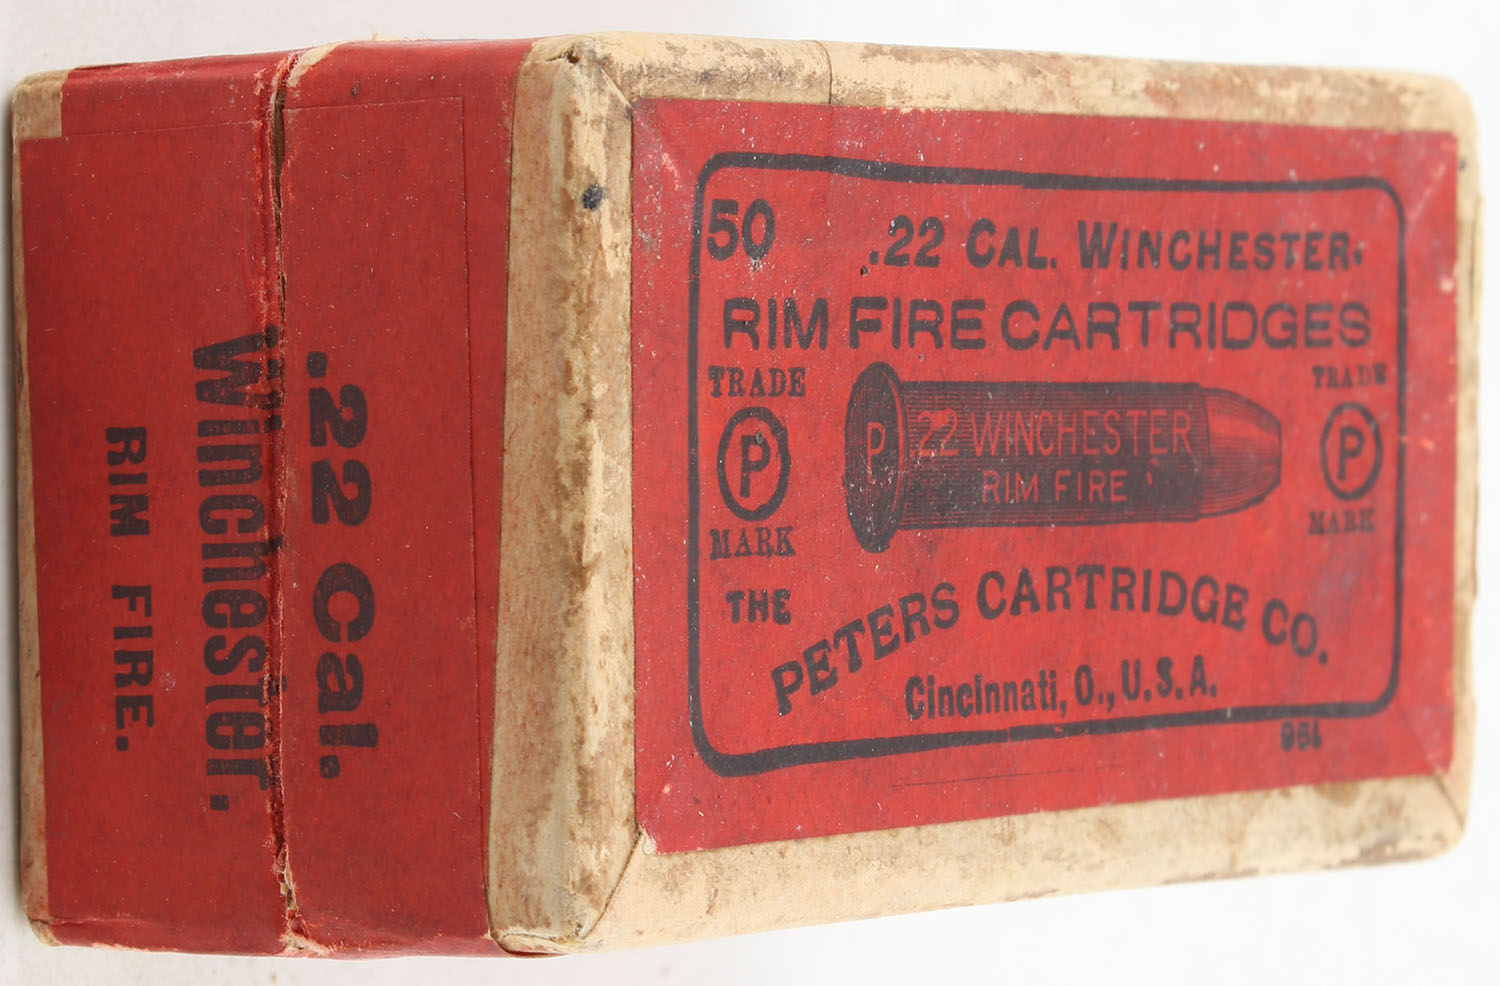 50 .22 CAL. WINCHESTER.
RIM FIRE CARTRIDGES
TRADE P MARK
P .22 WINCHESTER
RIM FIRE
TRADE P MARK
THE
PETERS CARTRIDGE CO.
Cincinnati, O., U.S.A.
961
.22 Cal.
Winchester.
RIM FIRE.